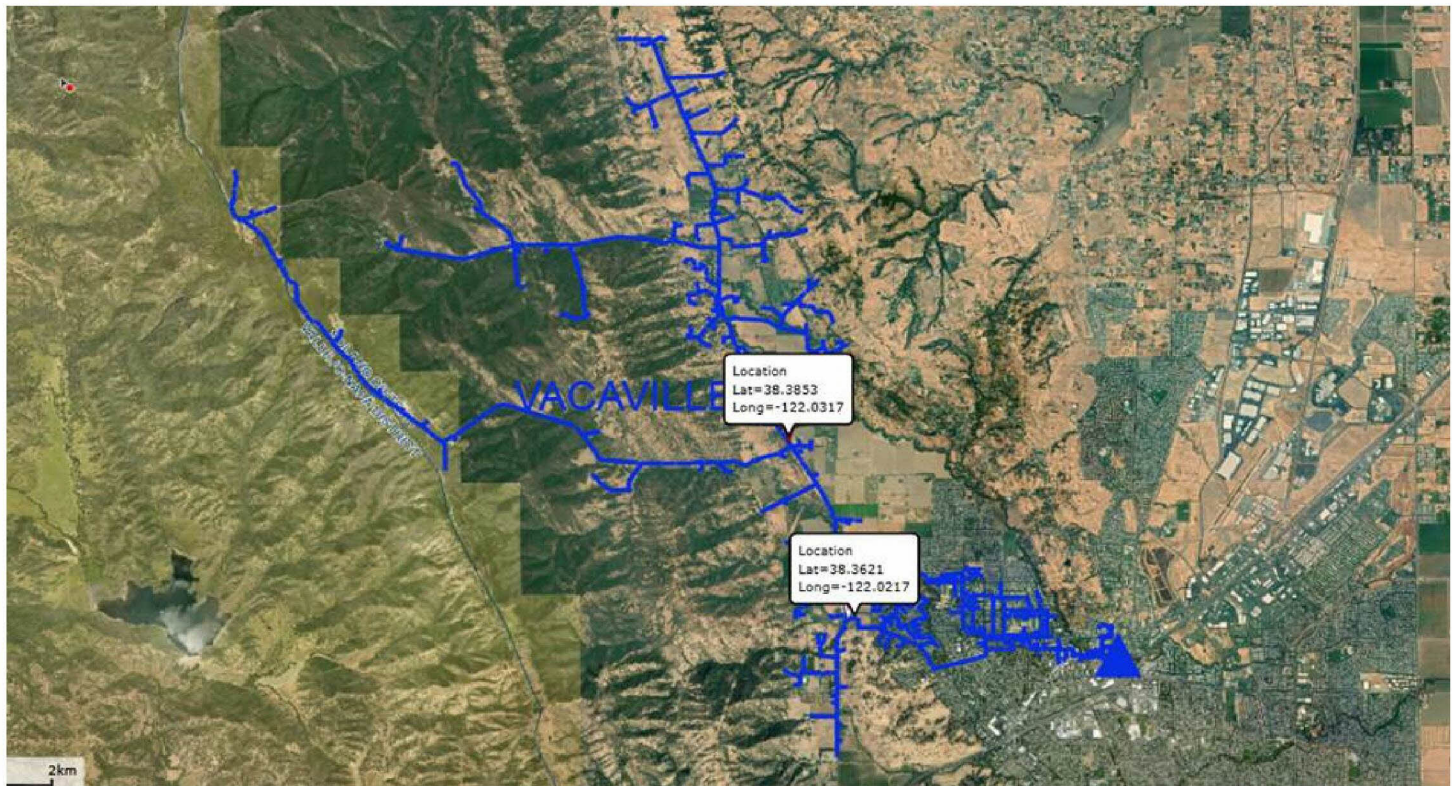 VACAVILLE
Location
Lat=38.3853
Long=-122.0317
Location
Lat=38.3621
Long=-122.0217
2km